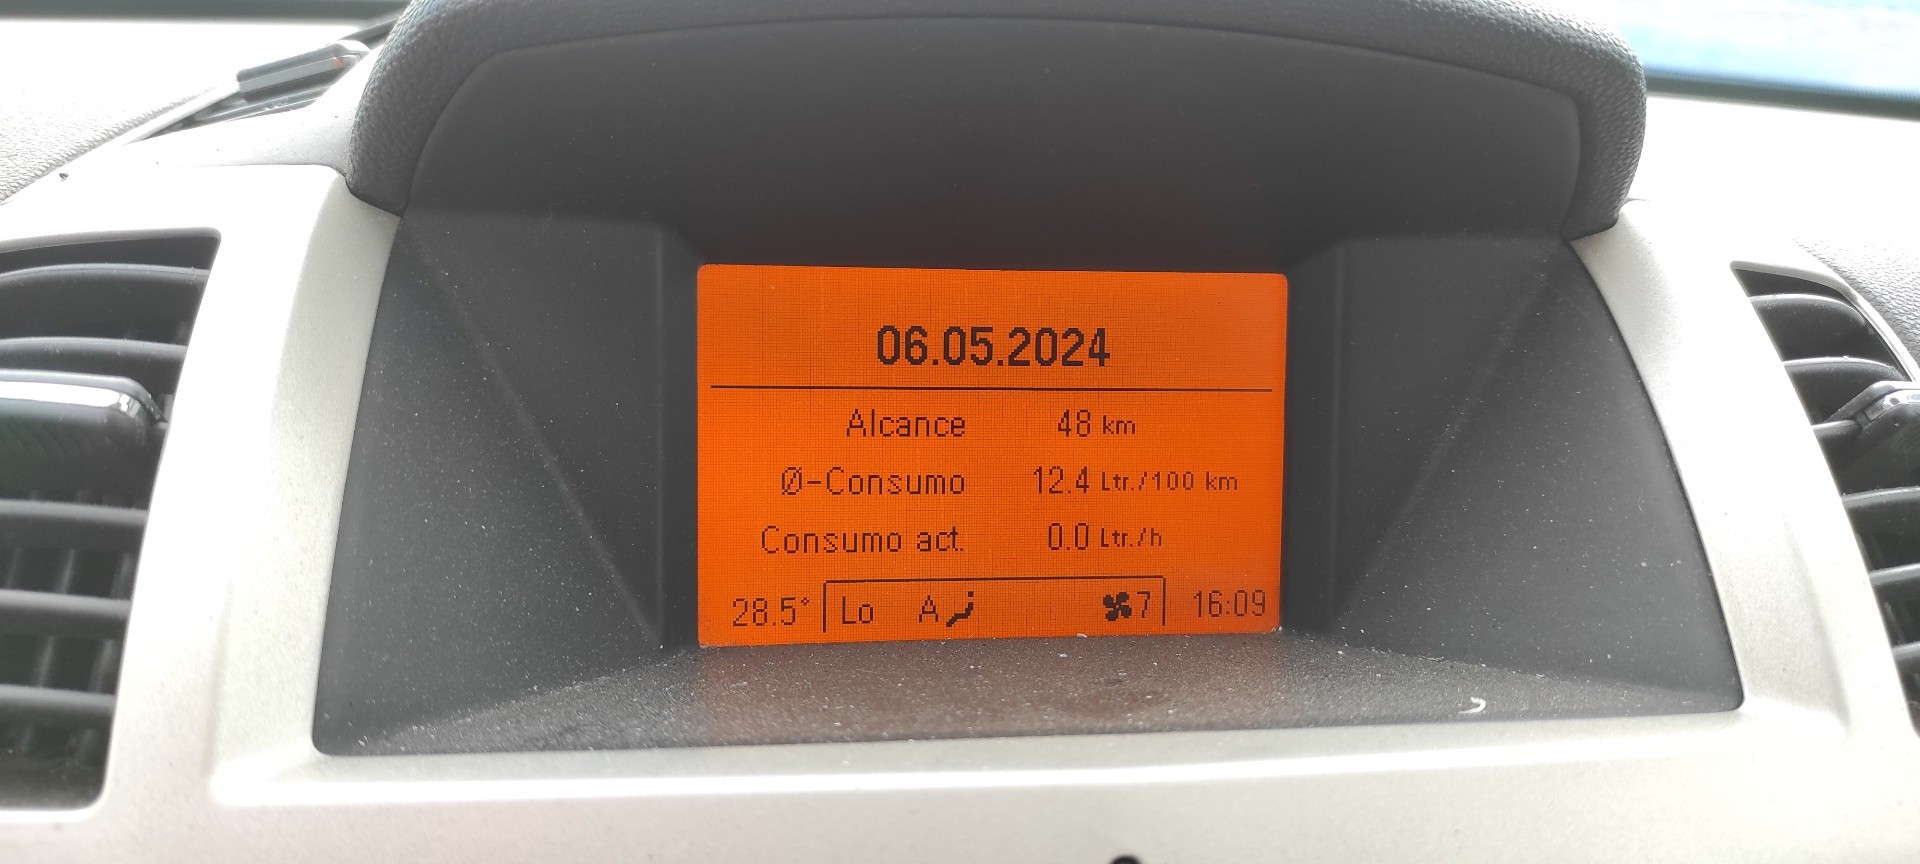 06.05.2024
Alcance 48 km
Ø-Consumo 12.4 Ltr./100 km
Consumo act. 0.0 Ltr./h
28.5° Lo A 7 16:09